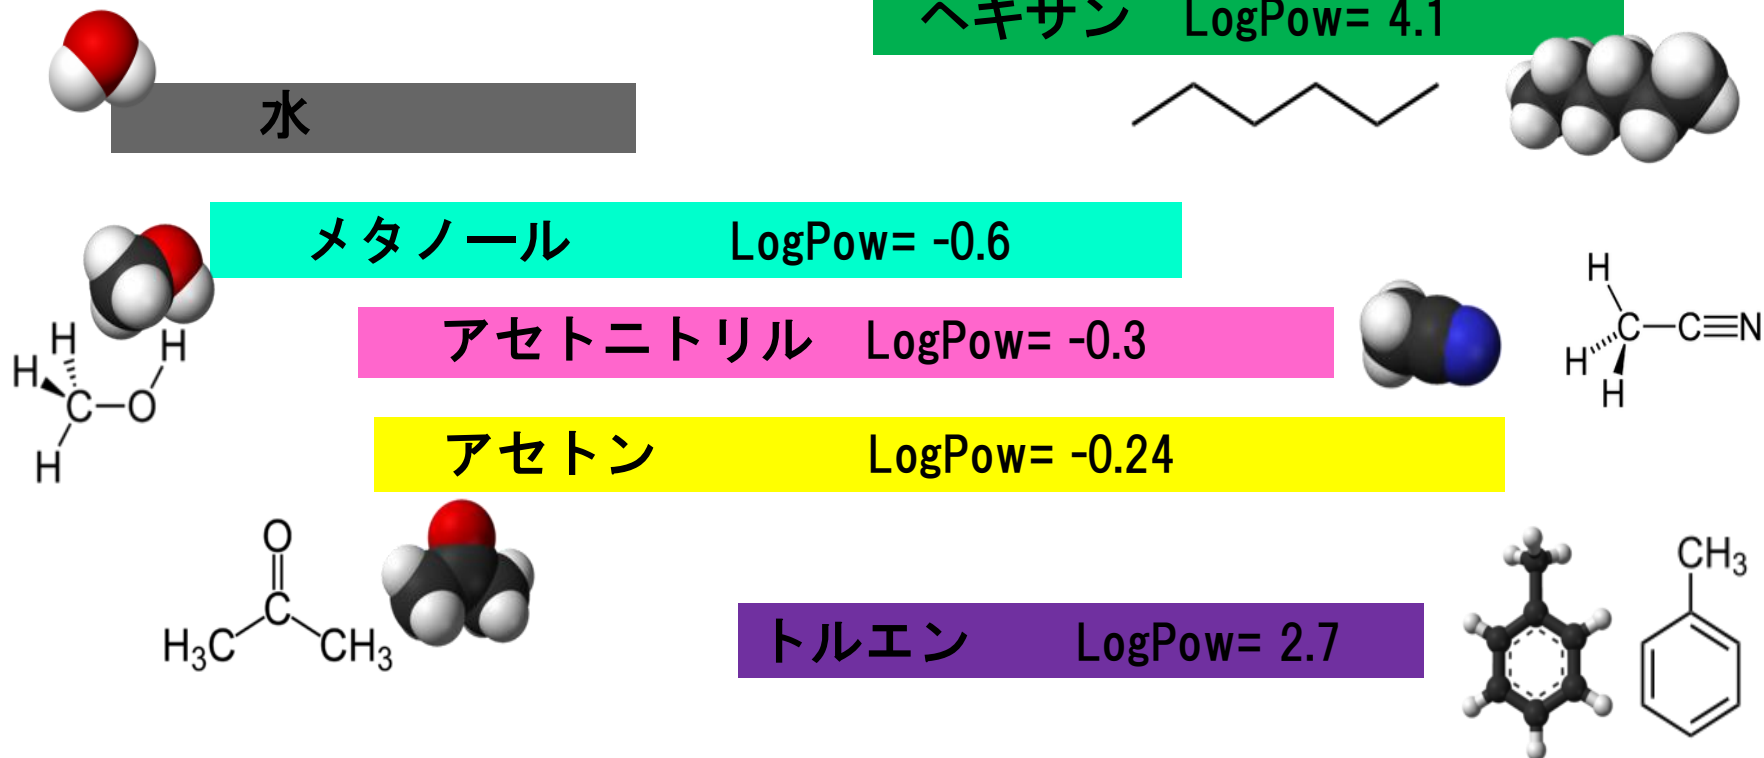 ヘキサン LogPow= 4.1
水
メタノール LogPow= -0.6
アセトニトリル LogPow= -0.3
アセトン LogPow= -0.24
トルエン LogPow= 2.7
H
H
H
C-O
H
H
C-C≡N
H
H
O
C
H₃C
CH₃
CH₃